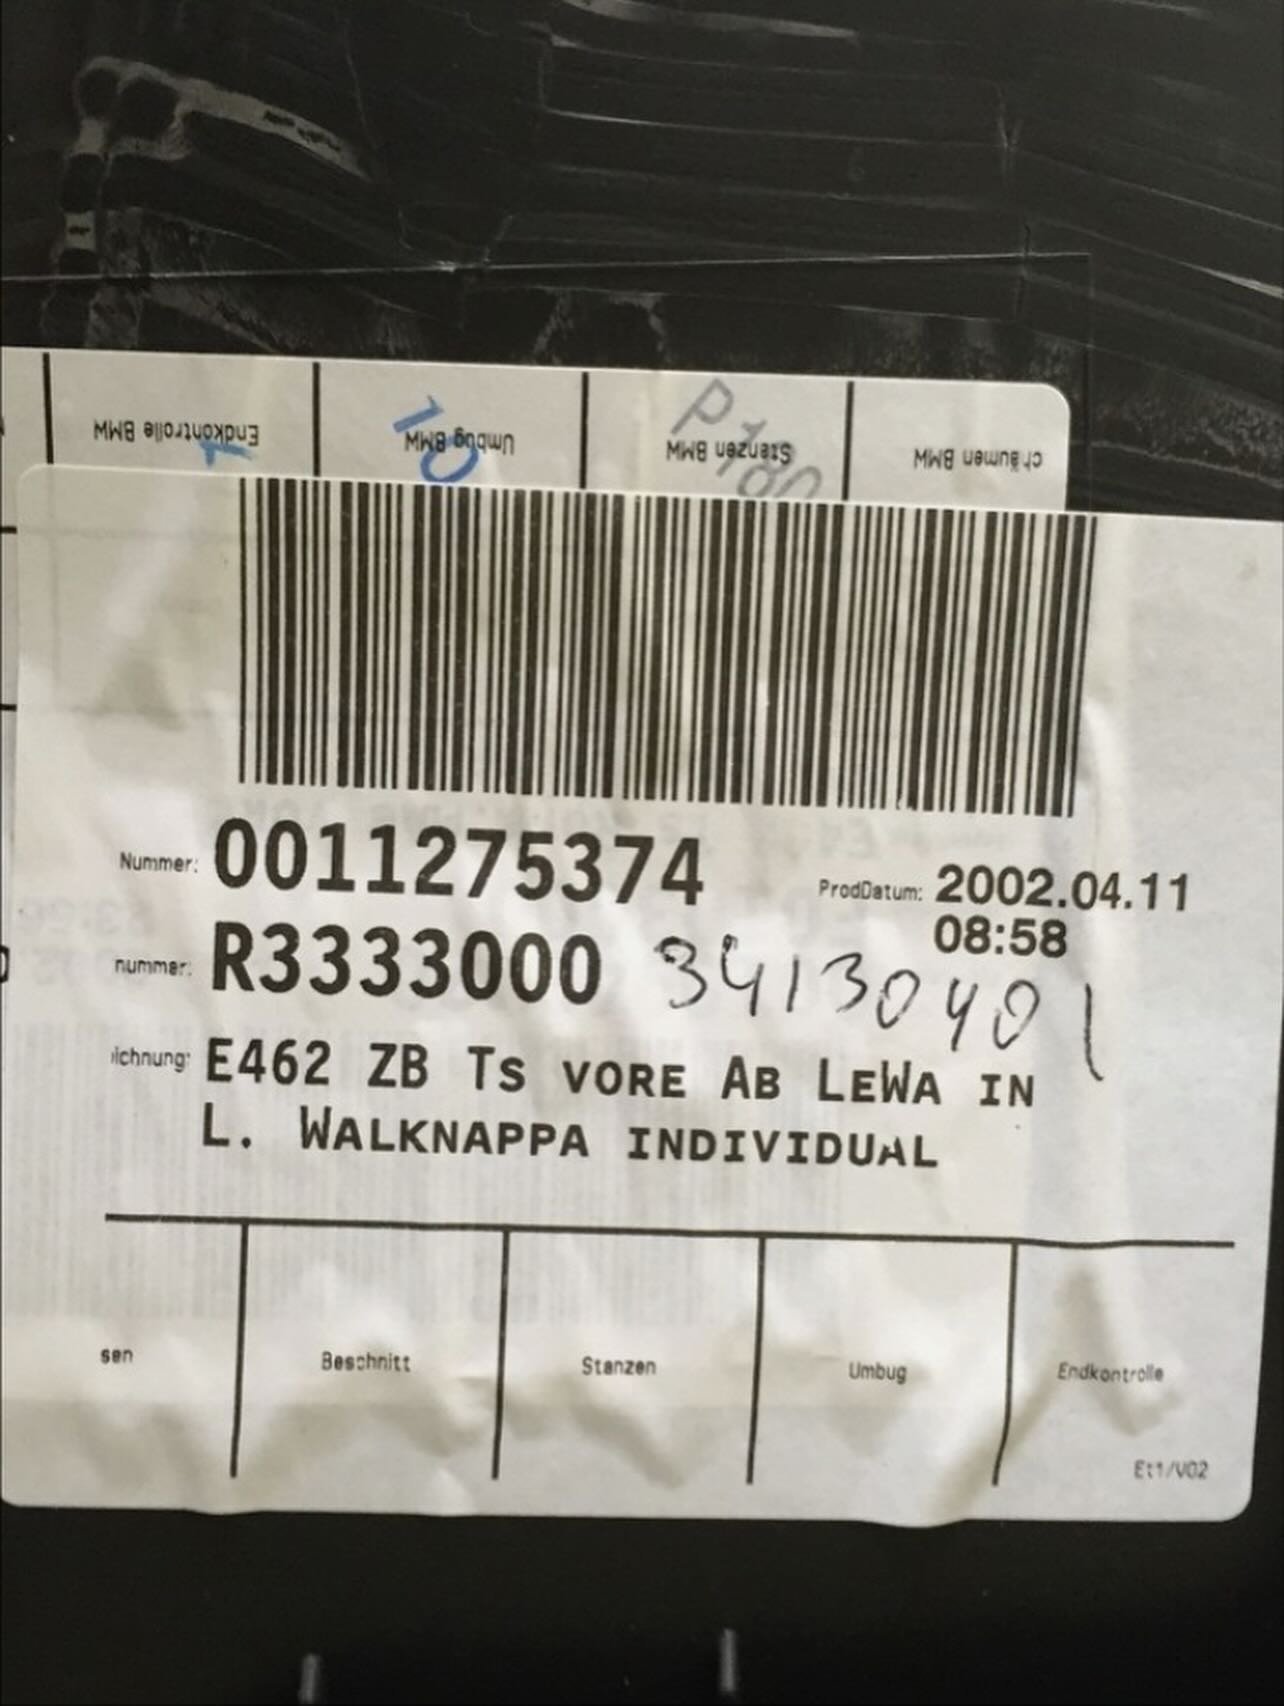 Endkontrolle BMW
Umbug BMW
Stanzen BMW
chäumen BMW
10
P180
Nummer: 0011275374
ProdDatum: 2002.04.11
08:58
nummer: R3333000 34130401
ichnung: E462 ZB Ts VORE AB LEWA IN
L. WALKNAPPA INDIVIDUAL
sen
Beschnitt
Stanzen
Umbug
Endkontrolle
Et1/V02